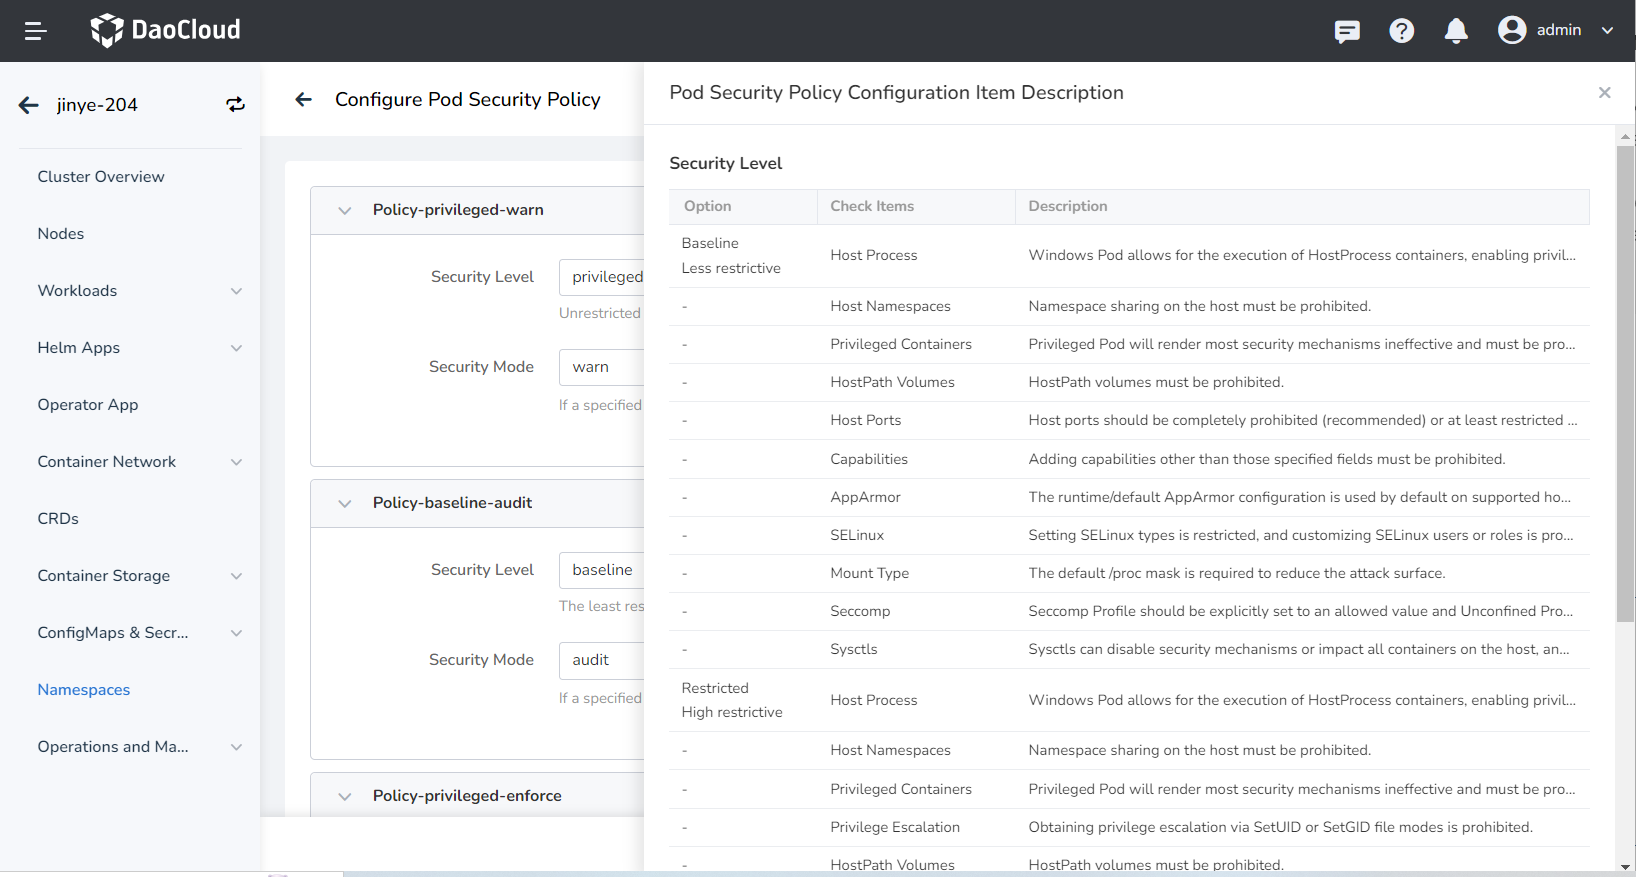 DaoCloud
admin
jinye-204
Cluster Overview
Nodes
Workloads
Helm Apps
Operator App
Container Network
CRDs
Container Storage
ConfigMaps & Secr...
Namespaces
Operations and Ma...
Configure Pod Security Policy
Policy-privileged-warn
Security Level
privileged
Unrestricted
Security Mode
warn
If a specified
Policy-baseline-audit
Security Level
baseline
The least res
Security Mode
audit
If a specified
Policy-privileged-enforce
Pod Security Policy Configuration Item Description
Security Level
Option Check Items Description
Baseline
Less restrictive
Host Process Windows Pod allows for the execution of HostProcess containers, enabling privil...
- Host Namespaces Namespace sharing on the host must be prohibited.
- Privileged Containers Privileged Pod will render most security mechanisms ineffective and must be pro...
- HostPath Volumes HostPath volumes must be prohibited.
- Host Ports Host ports should be completely prohibited (recommended) or at least restricted ...
- Capabilities Adding capabilities other than those specified fields must be prohibited.
- AppArmor The runtime/default AppArmor configuration is used by default on supported ho...
- SELinux Setting SELinux types is restricted, and customizing SELinux users or roles is pro...
- Mount Type The default /proc mask is required to reduce the attack surface.
- Seccomp Seccomp Profile should be explicitly set to an allowed value and Unconfined Pro...
- Sysctls Sysctls can disable security mechanisms or impact all containers on the host, an...
Restricted
High restrictive
Host Process Windows Pod allows for the execution of HostProcess containers, enabling privil...
- Host Namespaces Namespace sharing on the host must be prohibited.
- Privileged Containers Privileged Pod will render most security mechanisms ineffective and must be pro...
- Privilege Escalation Obtaining privilege escalation via SetUID or SetGID file modes is prohibited.
- HostPath Volumes HostPath volumes must be prohibited.